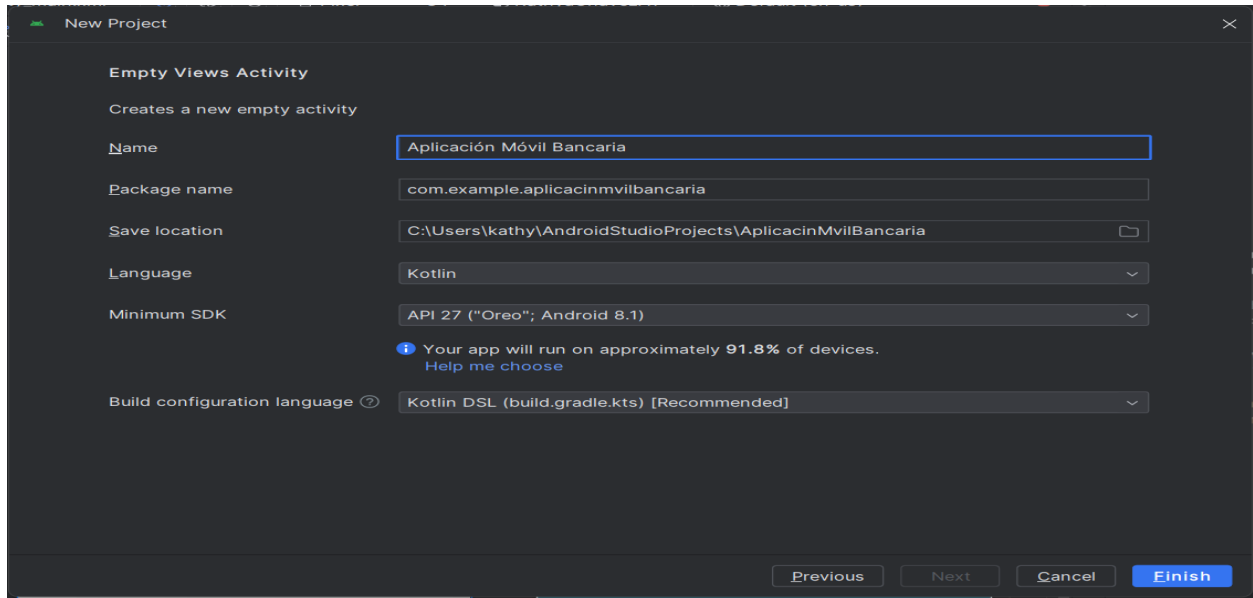 New Project
Empty Views Activity
Creates a new empty activity
Name Aplicación Móvil Bancaria
Package name com.example.aplicacinmvilbancaria
Save location C:\Users\kathy\AndroidStudioProjects\AplicacinMvilBancaria
Language Kotlin
Minimum SDK API 27 ("Oreo"; Android 8.1)
Your app will run on approximately 91.8% of devices.
Help me choose
Build configuration language Kotlin DSL (build.gradle.kts) [Recommended]
Previous Next Cancel Finish